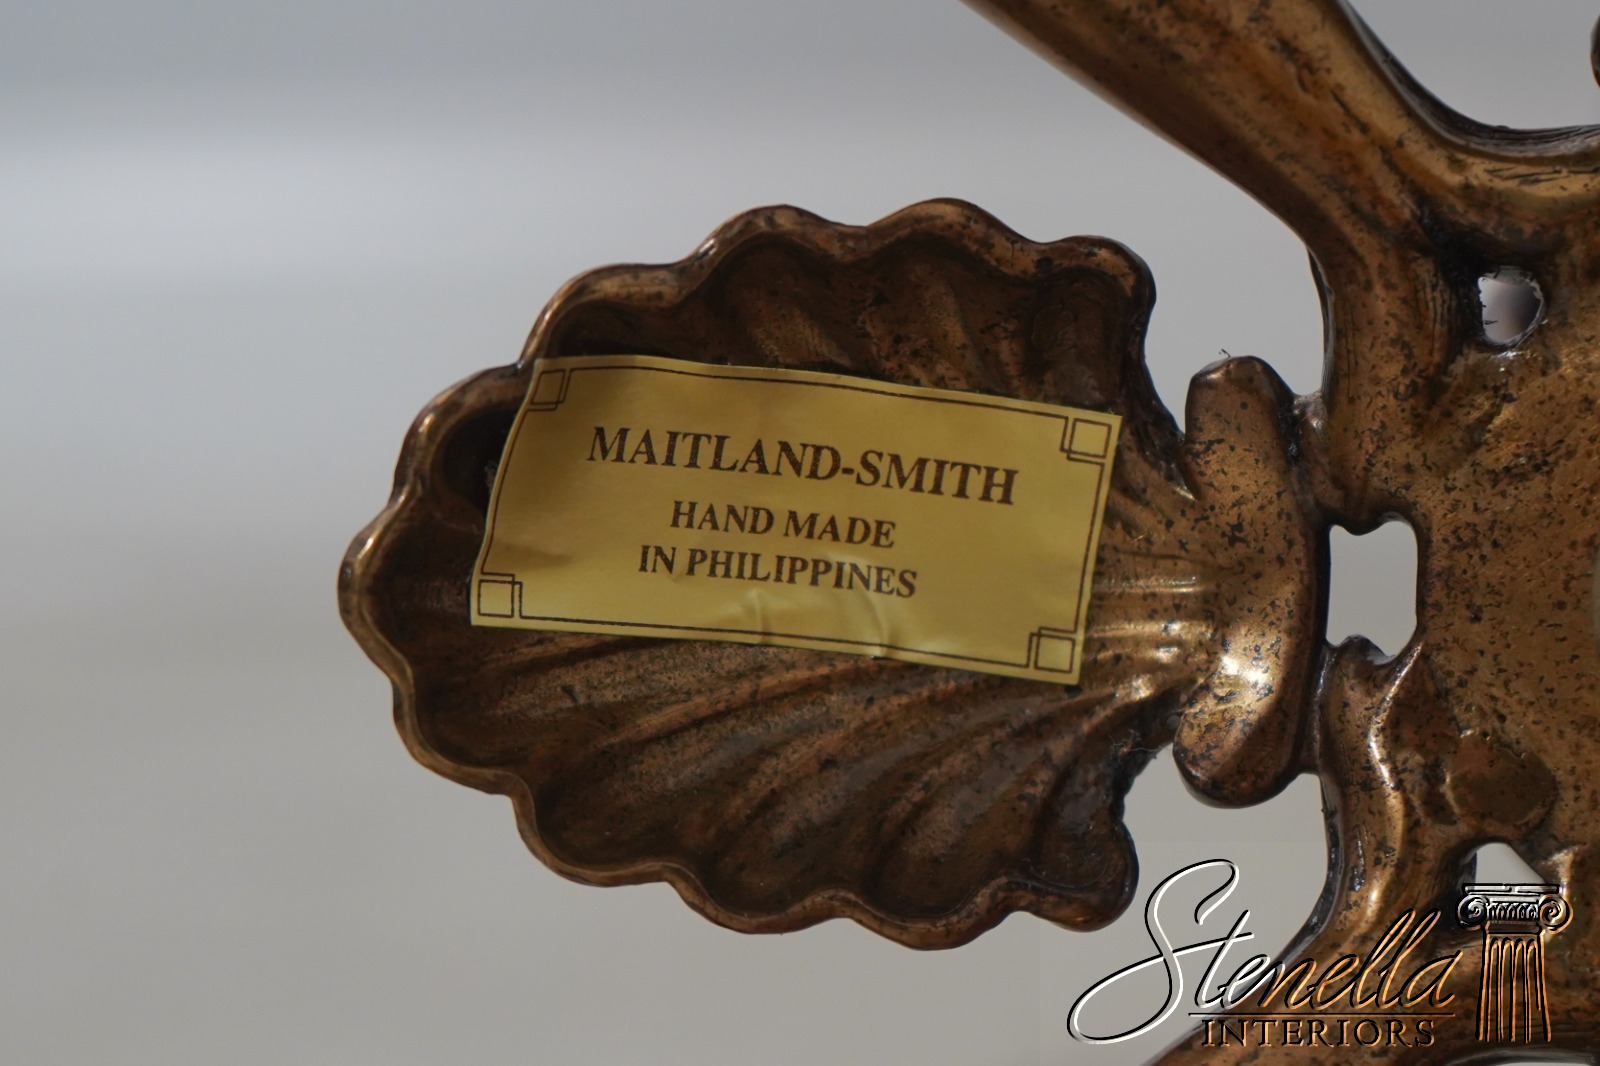 MAITLAND-SMITH
HAND MADE
IN PHILIPPINES
Stenella
INTERIORS